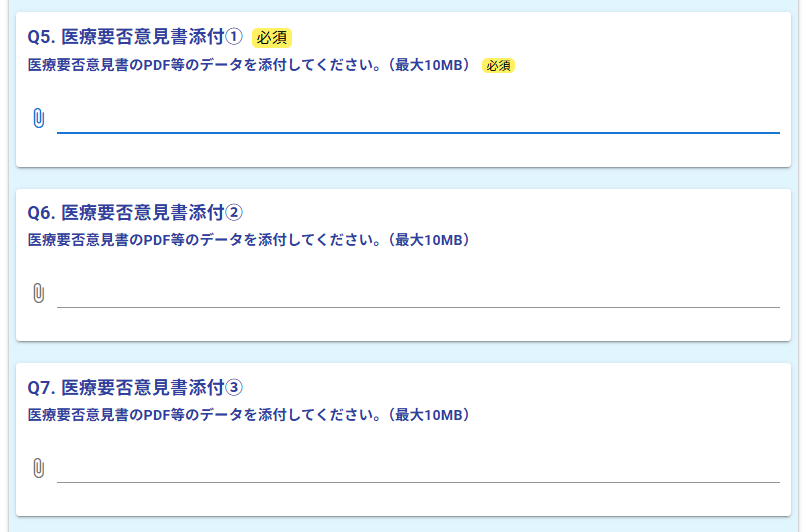 Q5. 医療要否意見書添付① 必須
医療要否意見書のPDF等のデータを添付してください。（最大10MB） 必須
Q6. 医療要否意見書添付②
医療要否意見書のPDF等のデータを添付してください。（最大10MB）
Q7. 医療要否意見書添付③
医療要否意見書のPDF等のデータを添付してください。（最大10MB）